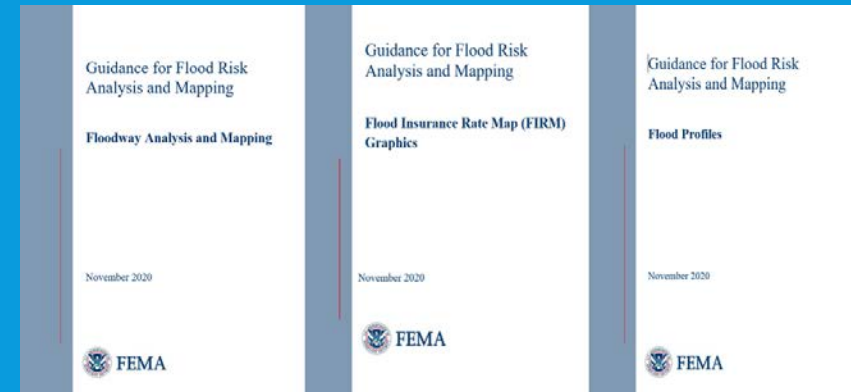 Guidance for Flood Risk
Analysis and Mapping
Floodway Analysis and Mapping
November 2020
FEMA
Guidance for Flood Risk
Analysis and Mapping
Flood Insurance Rate Map (FIRM)
Graphics
November 2020
FEMA
Guidance for Flood Risk
Analysis and Mapping
Flood Profiles
November 2020
FEMA